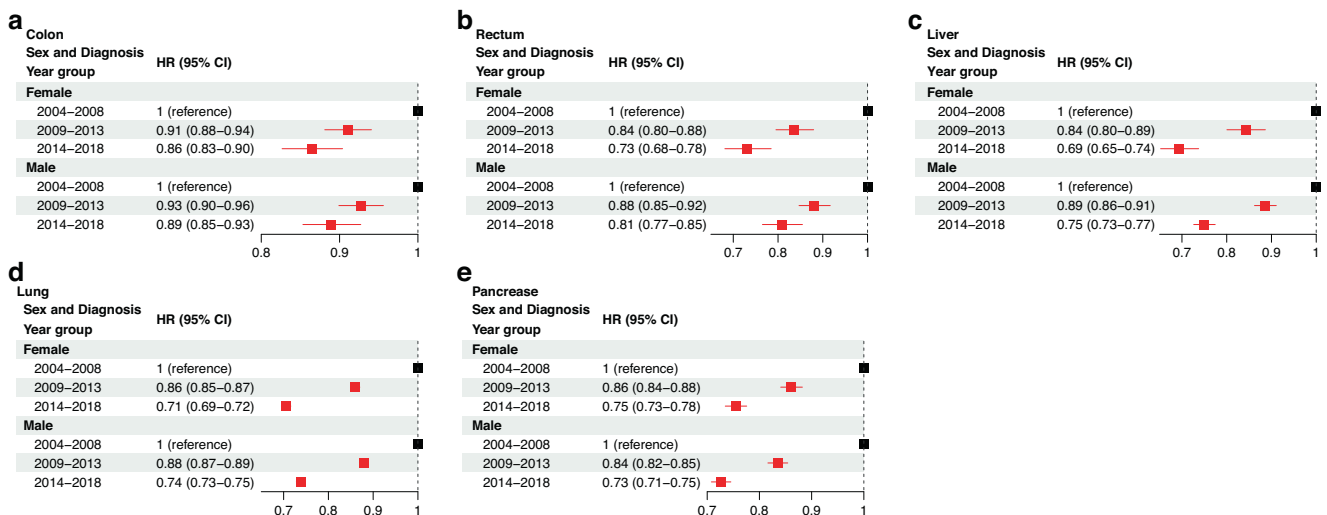 a
Colon
Sex and Diagnosis
Year group
HR (95% CI)
Female
2004–2008 1 (reference)
2009–2013 0.91 (0.88–0.94)
2014–2018 0.86 (0.83–0.90)
Male
2004–2008 1 (reference)
2009–2013 0.93 (0.90–0.96)
2014–2018 0.89 (0.85–0.93)
0.8 0.9 1
b
Rectum
Sex and Diagnosis
Year group
HR (95% CI)
Female
2004–2008 1 (reference)
2009–2013 0.84 (0.80–0.88)
2014–2018 0.73 (0.68–0.78)
Male
2004–2008 1 (reference)
2009–2013 0.88 (0.85–0.92)
2014–2018 0.81 (0.77–0.85)
0.7 0.8 0.9 1
c
Liver
Sex and Diagnosis
Year group
HR (95% CI)
Female
2004–2008 1 (reference)
2009–2013 0.84 (0.80–0.89)
2014–2018 0.69 (0.65–0.74)
Male
2004–2008 1 (reference)
2009–2013 0.89 (0.86–0.91)
2014–2018 0.75 (0.73–0.77)
0.7 0.8 0.9 1
d
Lung
Sex and Diagnosis
Year group
HR (95% CI)
Female
2004–2008 1 (reference)
2009–2013 0.86 (0.85–0.87)
2014–2018 0.71 (0.69–0.72)
Male
2004–2008 1 (reference)
2009–2013 0.88 (0.87–0.89)
2014–2018 0.74 (0.73–0.75)
0.7 0.8 0.9 1
e
Pancrease
Sex and Diagnosis
Year group
HR (95% CI)
Female
2004–2008 1 (reference)
2009–2013 0.86 (0.84–0.88)
2014–2018 0.75 (0.73–0.78)
Male
2004–2008 1 (reference)
2009–2013 0.84 (0.82–0.85)
2014–2018 0.73 (0.71–0.75)
0.7 0.8 0.9 1